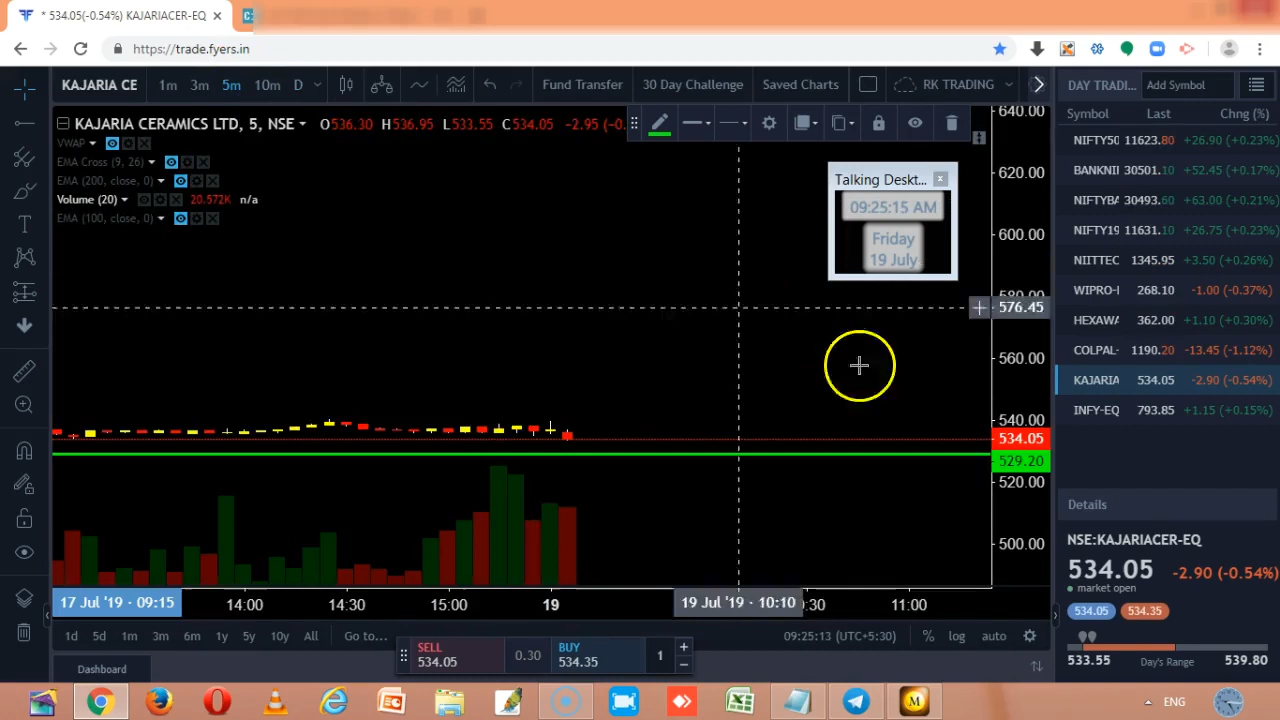 * 534.05(-0.54%) KAJARIACER-EQ
https://trade.fyers.in
KAJARIA CE 1m 3m 5m 10m D Fund Transfer 30 Day Challenge Saved Charts RK TRADING DAY TRADI... Add Symbol
Symbol Last Chng (%)
KAJARIA CERAMICS LTD, 5, NSE O536.30 H536.95 L533.55 C534.05 -2.95 (-0.
VWAP
EMA Cross (9, 26)
EMA (200, close, 0)
Volume (20) 20.572K n/a
EMA (100, close, 0)
Talking Deskt...
09:25:15 AM
Friday
19 July
640.00
620.00
600.00
580.00
576.45
560.00
540.00
534.05
529.20
520.00
500.00
NIFTY50 11623.80 +26.90 (+0.23%)
BANKNII 30501.10 +52.45 (+0.17%)
NIFTYBA 30493.60 +63.00 (+0.21%)
NIFTY19 11631.10 +26.75 (+0.23%)
NIITTEC 1345.95 +3.50 (+0.26%)
WIPRO-I 268.10 -1.00 (-0.37%)
HEXAWA 362.00 +1.10 (+0.30%)
COLPAL- 1190.20 -13.45 (-1.12%)
KAJARIA 534.05 -2.90 (-0.54%)
INFY-EQ 793.85 +1.15 (+0.15%)
Details
NSE:KAJARIACER-EQ
534.05 -2.90 (-0.54%)
market open
534.05 534.35
533.55 Day's Range 539.80
17 Jul '19 · 09:15 14:00 14:30 15:00 19 19 Jul '19 · 10:10 :30 11:00
1d 5d 1m 3m 6m 1y 5y 10y All Go to... 09:25:13 (UTC+5:30) % log auto
SELL
534.05
0.30
BUY
534.35
1
Dashboard
ENG